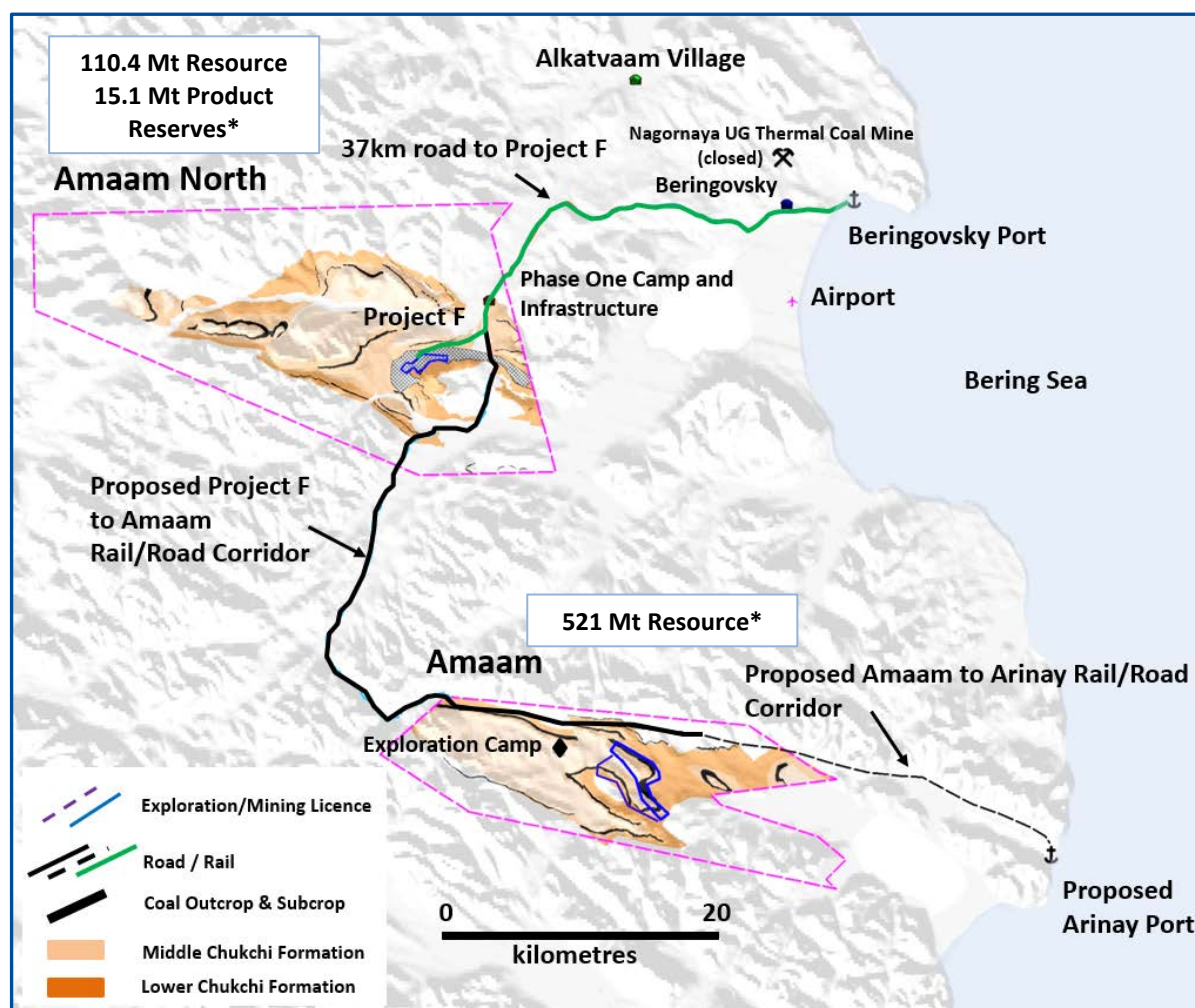 110.4 Mt Resource
15.1 Mt Product
Reserves*
Alkatvaam Village
Nagornaya UG Thermal Coal Mine
(closed)
37km road to Project F
Beringovsky
Amaam North
Beringovsky Port
Phase One Camp and
Infrastructure
Airport
Project F
Bering Sea
Proposed Project F
to Amaam
Rail/Road Corridor
521 Mt Resource*
Amaam
Proposed Amaam to Arinay Rail/Road
Corridor
Exploration Camp
Exploration/Mining Licence
Road / Rail
Coal Outcrop & Subcrop
Middle Chukchi Formation
Lower Chukchi Formation
0 20
kilometres
Proposed
Arinay Port